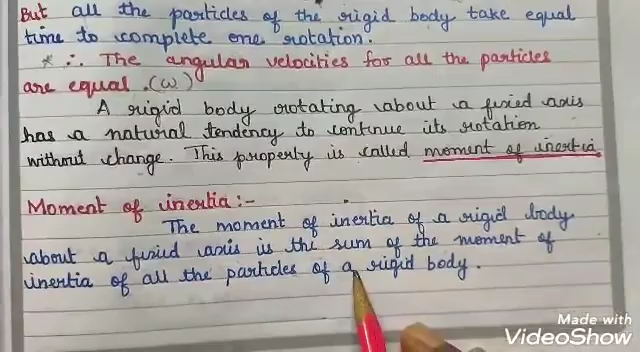 But all the particles of the rigid body take equal
time to complete one rotation.
* ∴ The angular velocities for all the particles
are equal . (ω)
A rigid body rotating about a fixied axis
has a natural tendency to continue its rotation
without change. This property is called moment of inertia
Moment of inertia :-
The moment of inertia of a rigid body
about a fixied axis is the sum of the moment of
inertia of all the particles of a rigid body.
Made with
VideoShow